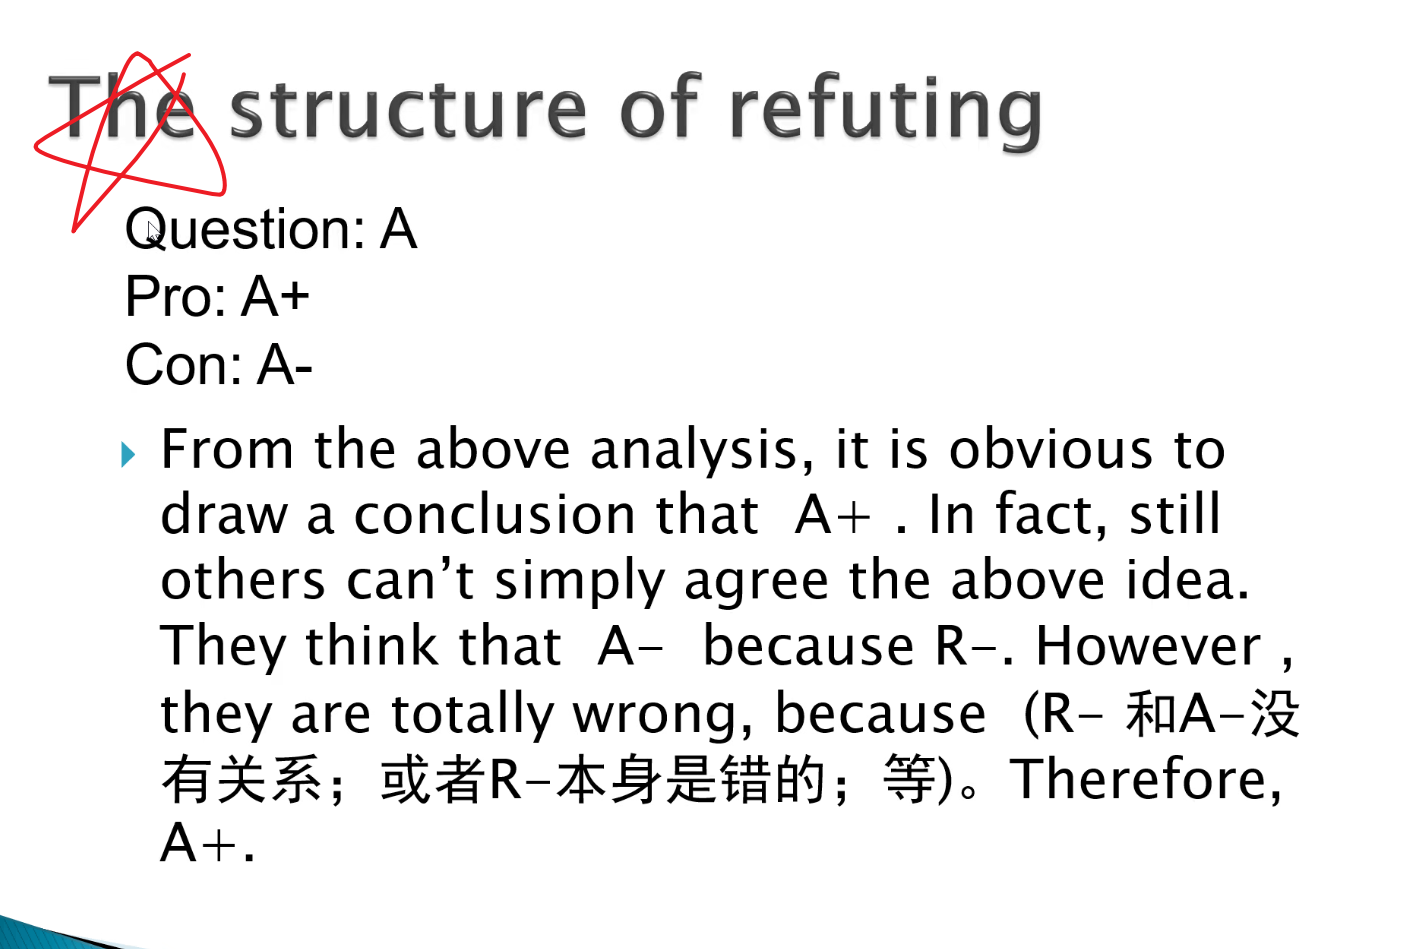 The structure of refuting
Question: A
Pro: A+
Con: A-
From the above analysis, it is obvious to
draw a conclusion that A+ . In fact, still
others can’t simply agree the above idea.
They think that A- because R-. However ,
they are totally wrong, because (R- 和A-没
有关系；或者R-本身是错的；等)。Therefore,
A+.